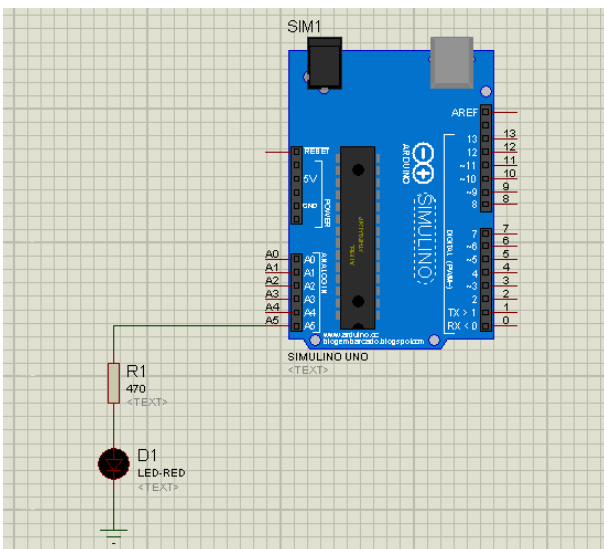 SIM1
AREF
13 13
12 12
~11 11
~10 10
~9 9
8 8
RESET
5V
GND
POWER
ARDUINO
SIMULINO
A0 A0
A1 A1
A2 A2
A3 A3
A4 A4
A5 A5
ANALOG IN
DIGITAL (PWM~)
7 7
~6 6
~5 5
4 4
~3 3
2 2
TX > 1 1
RX < 0 0
www.arduino.cc
blogembarcado.blogspot.com
SIMULINO UNO
<TEXT>
R1
470
<TEXT>
D1
LED-RED
<TEXT>